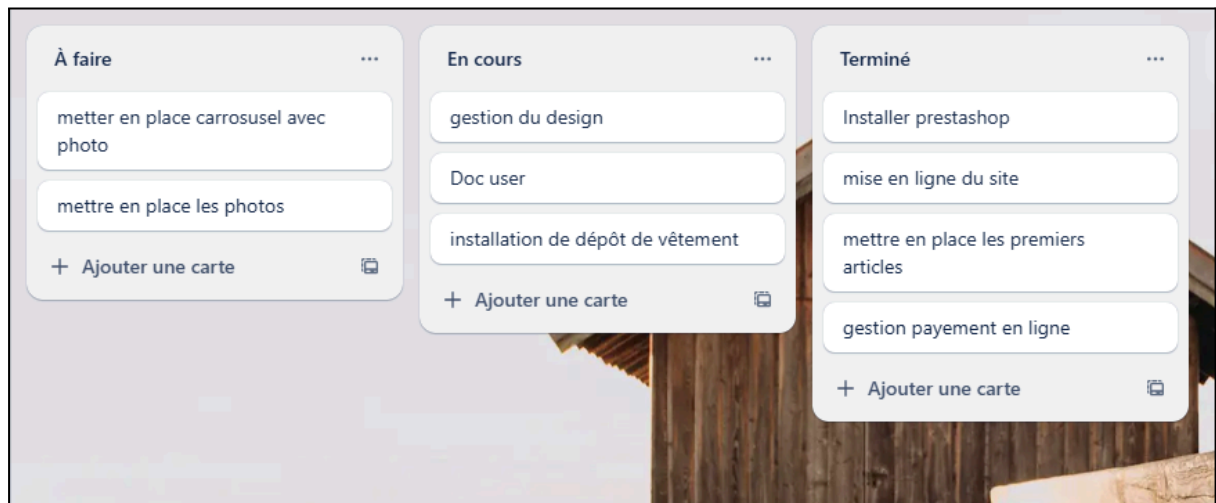 À faire
metter en place carrosusel avec
photo
mettre en place les photos
+ Ajouter une carte
En cours
gestion du design
Doc user
installation de dépôt de vêtement
+ Ajouter une carte
Terminé
Installer prestashop
mise en ligne du site
mettre en place les premiers
articles
gestion payement en ligne
+ Ajouter une carte